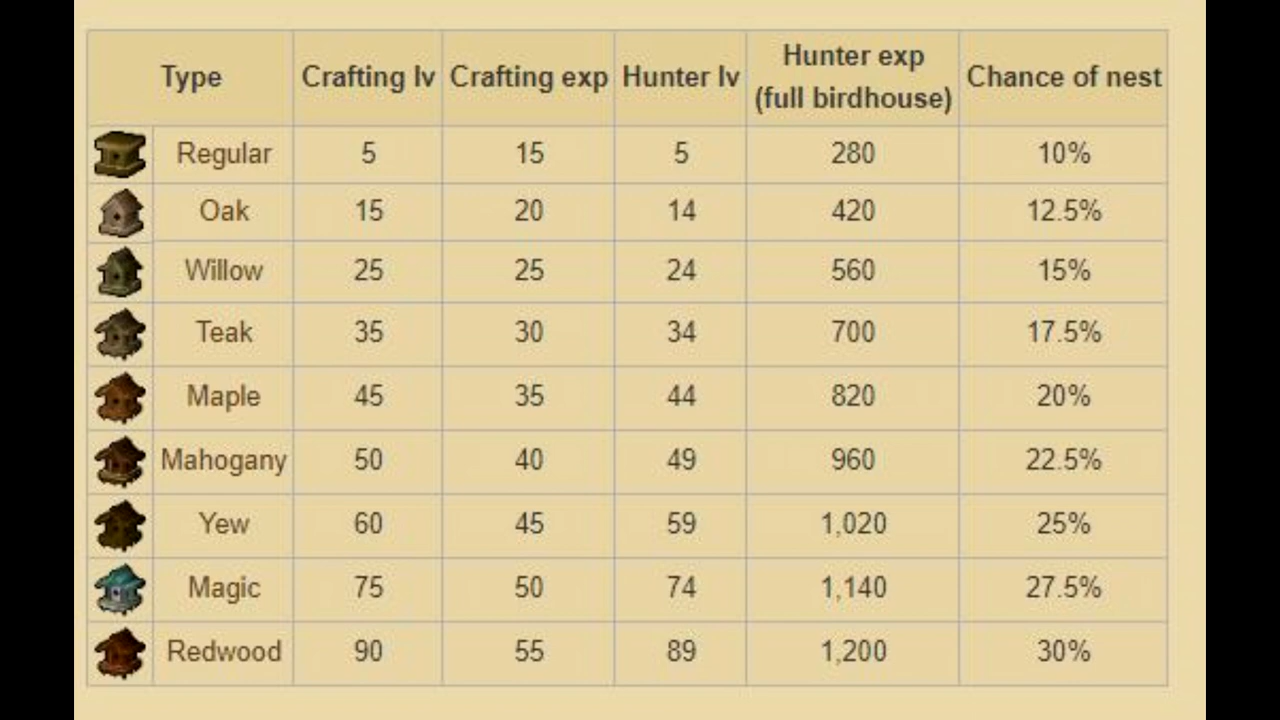 Type Crafting lv Crafting exp Hunter lv Hunter exp (full birdhouse) Chance of nest
Regular 5 15 5 280 10%
Oak 15 20 14 420 12.5%
Willow 25 25 24 560 15%
Teak 35 30 34 700 17.5%
Maple 45 35 44 820 20%
Mahogany 50 40 49 960 22.5%
Yew 60 45 59 1,020 25%
Magic 75 50 74 1,140 27.5%
Redwood 90 55 89 1,200 30%